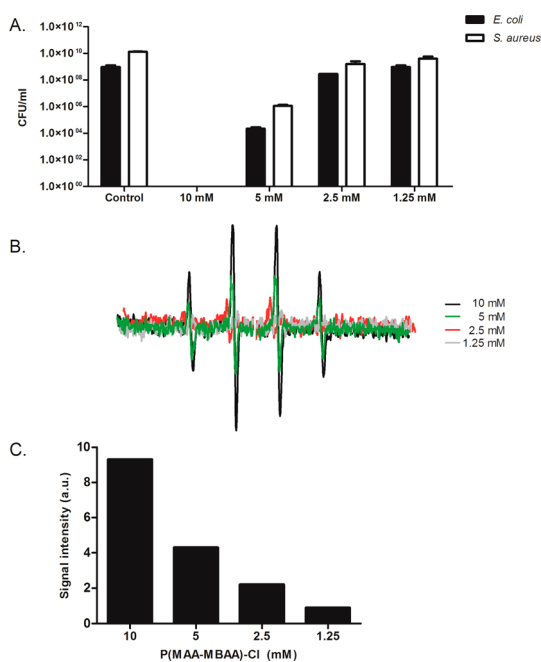 A.
E. coli
S. aureus
CFU/ml
1.0×10 12
1.0×10 10
1.0×10 08
1.0×10 06
1.0×10 04
1.0×10 02
1.0×10 00
Control
10 mM
5 mM
2.5 mM
1.25 mM
B.
10 mM
5 mM
2.5 mM
1.25 mM
C.
Signal intensity (a.u.)
10
8
6
4
2
0
10
5
2.5
1.25
P(MAA-MBAA)-Cl (mM)